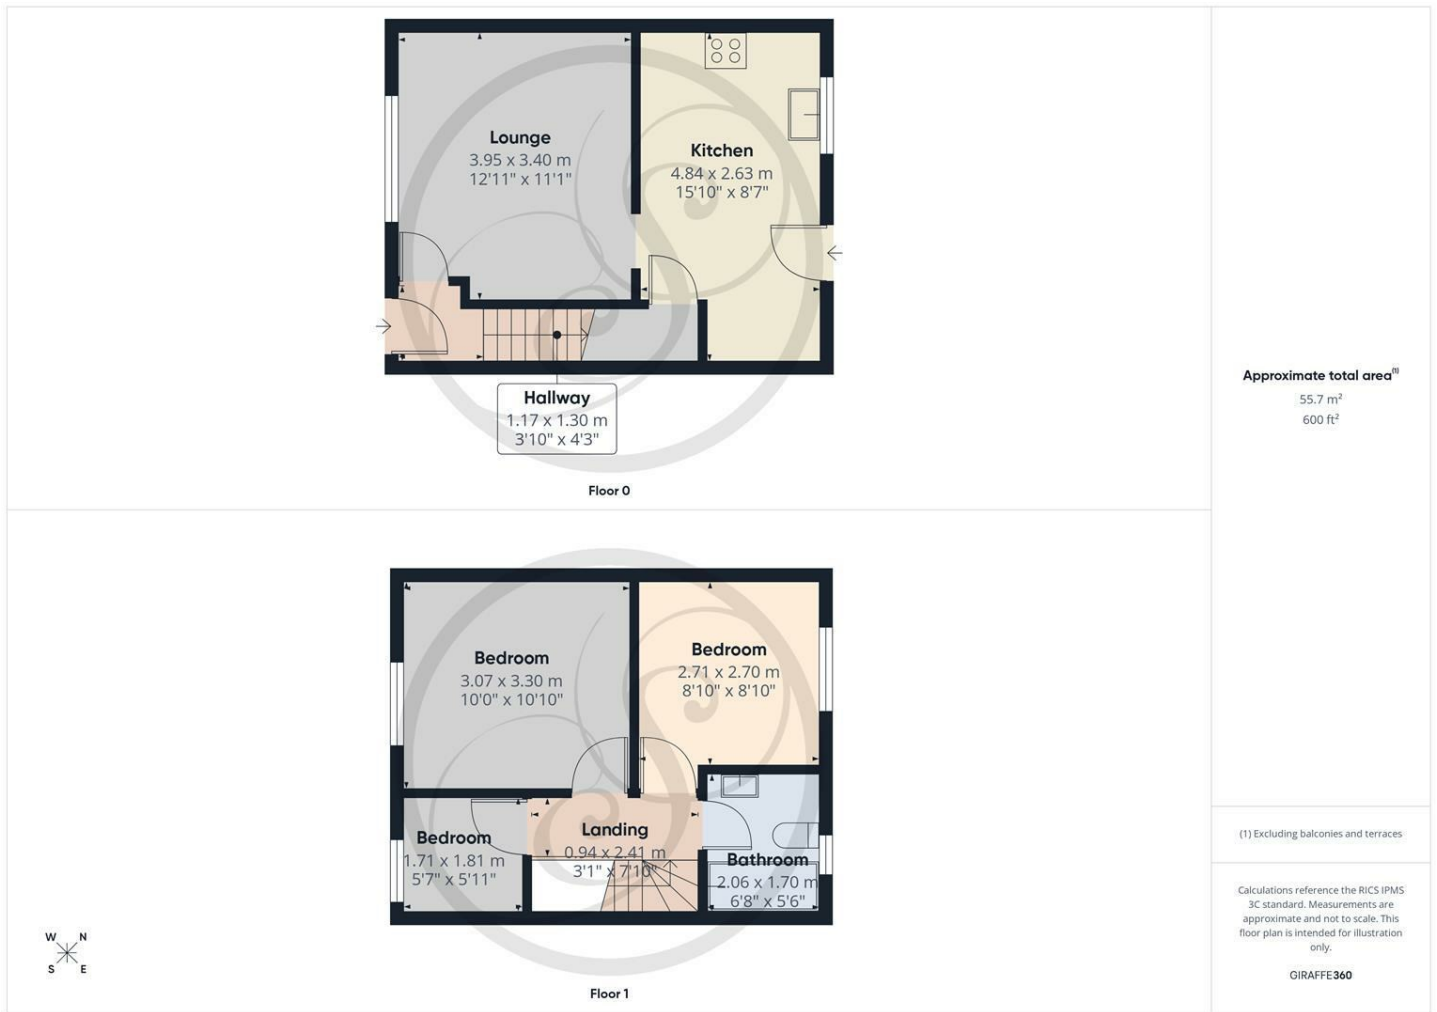 Lounge
3.95 x 3.40 m
12'11" x 11'1"
Kitchen
4.84 x 2.63 m
15'10" x 8'7"
Hallway
1.17 x 1.30 m
3'10" x 4'3"
Floor 0
Approximate total area(1)
55.7 m²
600 ft²
Bedroom
3.07 x 3.30 m
10'0" x 10'10"
Bedroom
2.71 x 2.70 m
8'10" x 8'10"
Bedroom
1.71 x 1.81 m
5'7" x 5'11"
Landing
0.94 x 2.41 m
3'1" x 7'10"
Bathroom
2.06 x 1.70 m
6'8" x 5'6"
Floor 1
W N
S E
(1) Excluding balconies and terraces
Calculations reference the RICS IPMS
3C standard. Measurements are
approximate and not to scale. This
floor plan is intended for illustration
only.
GIRAFFE360